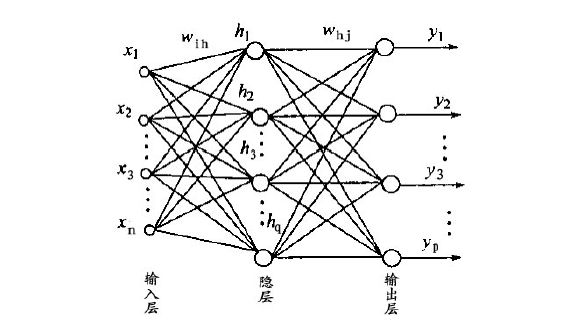 w_ih
h_1
w_hj
y_1
x_1
h_2
x_2
y_2
h_3
x_3
y_3
x_n
h_q
y_p
输入层
隐层
输出层